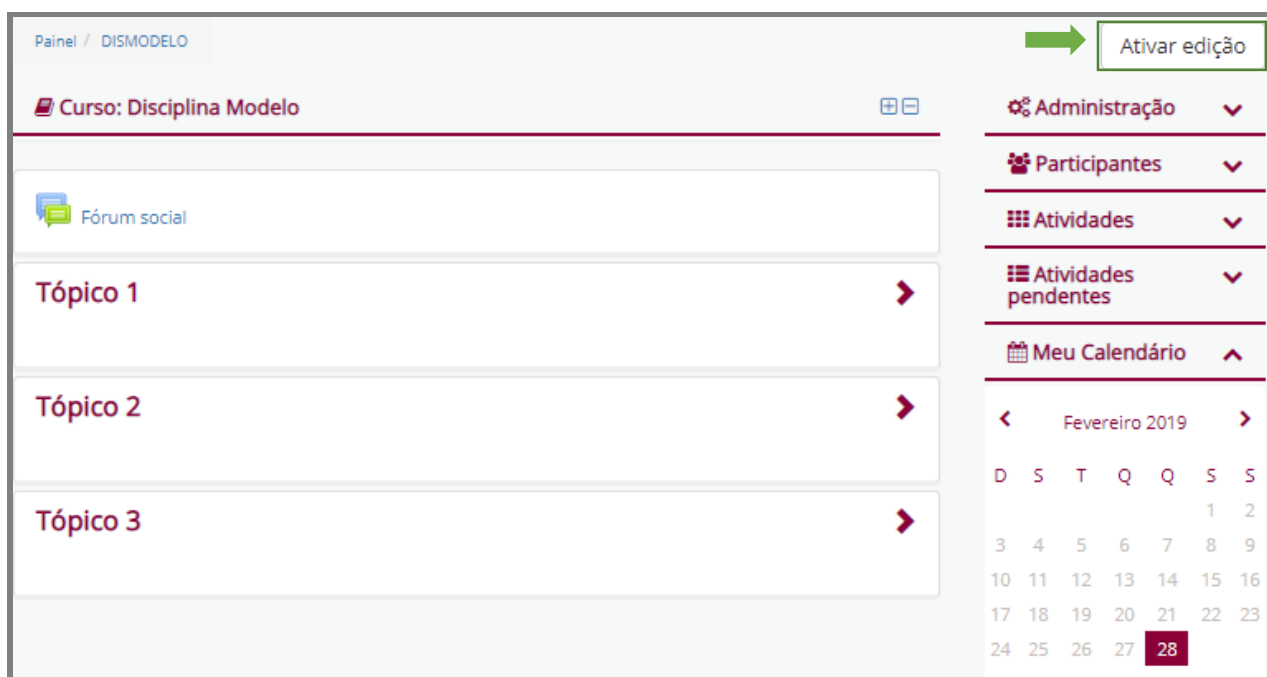 Painel / DISMODELO
Ativar edição
Curso: Disciplina Modelo
Fórum social
Tópico 1
Tópico 2
Tópico 3
Administração
Participantes
Atividades
Atividades
pendentes
Meu Calendário
Fevereiro 2019
D S T Q Q S S
1 2
3 4 5 6 7 8 9
10 11 12 13 14 15 16
17 18 19 20 21 22 23
24 25 26 27 28